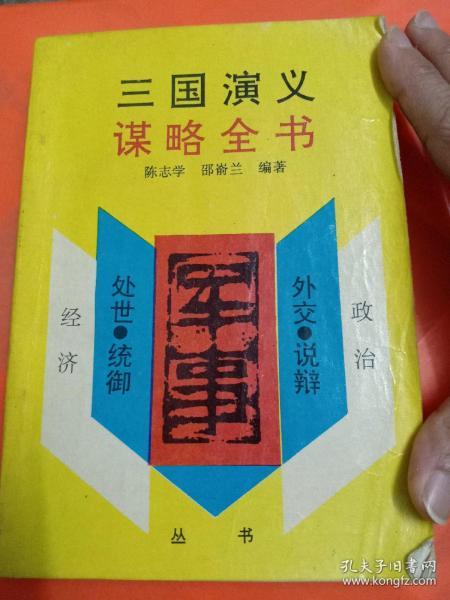 三国演义
谋略全书
陈志学 邵嵛兰 编著
经济
处世•统御
军事
外交•说辩
政治
丛书
孔夫子旧书网
www.kongfz.com